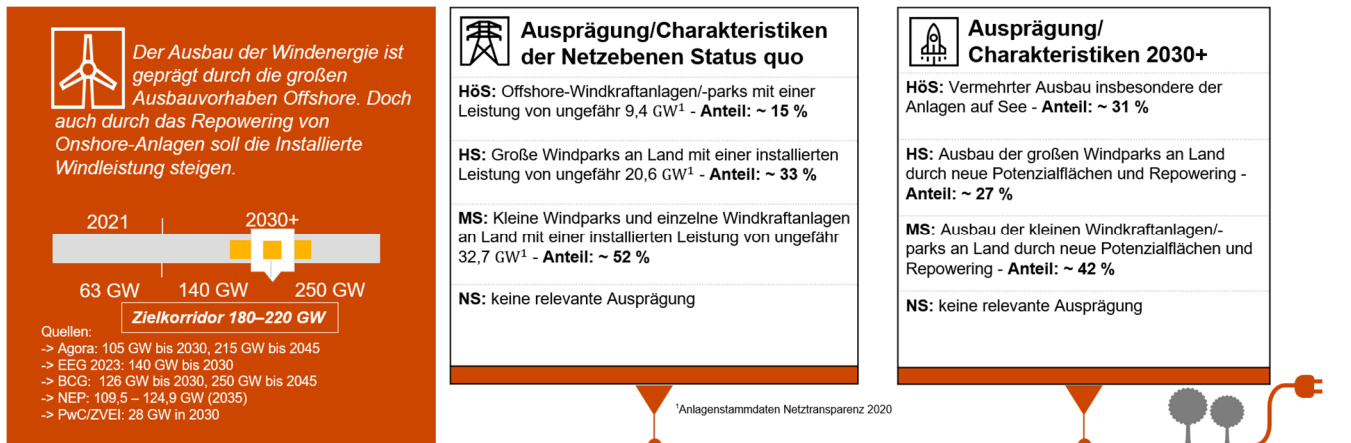 Der Ausbau der Windenergie ist
geprägt durch die großen
Ausbauvorhaben Offshore. Doch
auch durch das Repowering von
Onshore-Anlagen soll die Installierte
Windleistung steigen.
2021
2030+
63 GW
140 GW
250 GW
Zielkorridor 180–220 GW
Quellen:
-> Agora: 105 GW bis 2030, 215 GW bis 2045
-> EEG 2023: 140 GW bis 2030
-> BCG: 126 GW bis 2030, 250 GW bis 2045
-> NEP: 109,5 – 124,9 GW (2035)
-> PwC/ZVEI: 28 GW in 2030
Ausprägung/Charakteristiken
der Netzebenen Status quo
HöS: Offshore-Windkraftanlagen/-parks mit einer
Leistung von ungefähr 9,4 GW¹ - Anteil: ~ 15 %
HS: Große Windparks an Land mit einer installierten
Leistung von ungefähr 20,6 GW¹ - Anteil: ~ 33 %
MS: Kleine Windparks und einzelne Windkraftanlagen
an Land mit einer installierten Leistung von ungefähr
32,7 GW¹ - Anteil: ~ 52 %
NS: keine relevante Ausprägung
¹Anlagenstammdaten Netztransparenz 2020
Ausprägung/
Charakteristiken 2030+
HöS: Vermehrter Ausbau insbesondere der
Anlagen auf See - Anteil: ~ 31 %
HS: Ausbau der großen Windparks an Land
durch neue Potenzialflächen und Repowering -
Anteil: ~ 27 %
MS: Ausbau der kleinen Windkraftanlagen/-
parks an Land durch neue Potenzialflächen und
Repowering - Anteil: ~ 42 %
NS: keine relevante Ausprägung